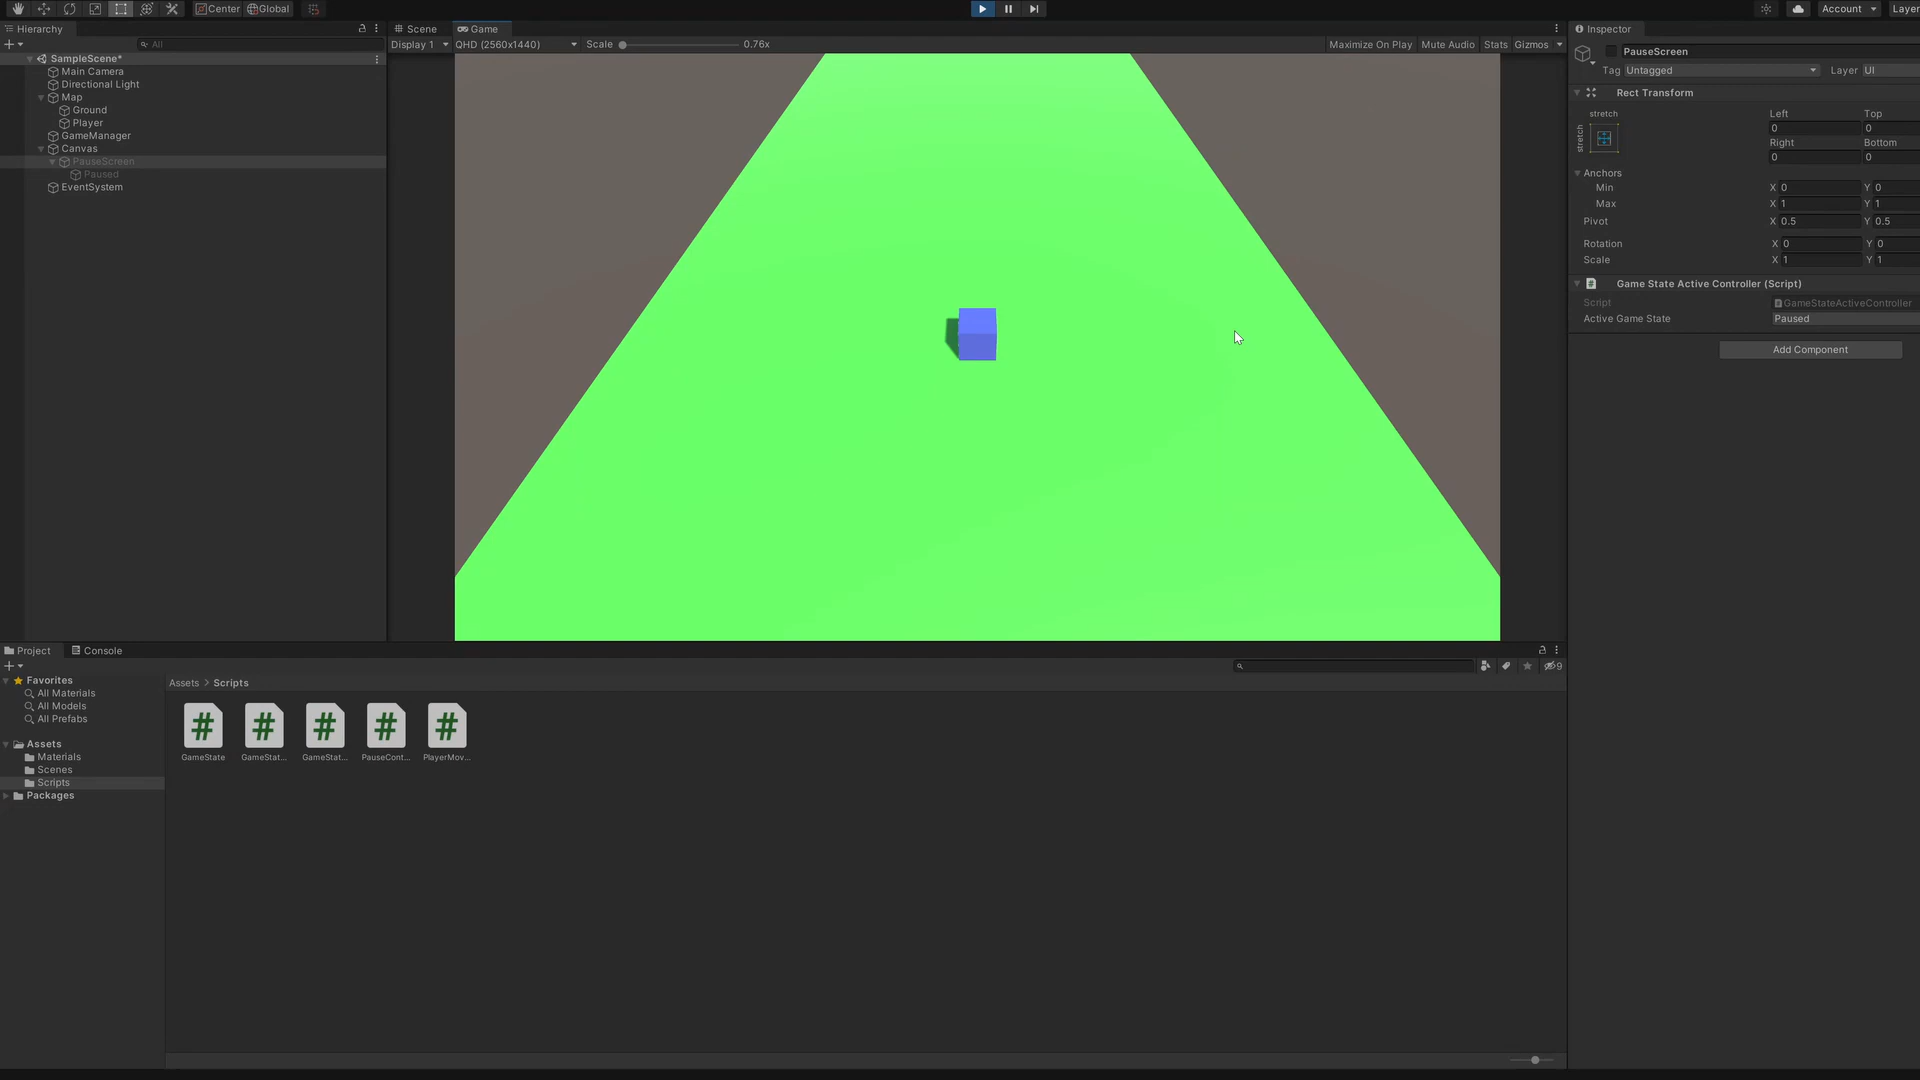 Center
Global
Account
Layer
Hierarchy
All
SampleScene*
Main Camera
Directional Light
Map
Ground
Player
GameManager
Canvas
PauseScreen
Paused
EventSystem
Scene
Game
Display 1
QHD (2560x1440)
Scale
0.76x
Maximize On Play
Mute Audio
Stats
Gizmos
Inspector
PauseScreen
Tag
Untagged
Layer
UI
Rect Transform
stretch
stretch
Left
Top
0
0
Right
Bottom
0
0
Anchors
Min
X
0
Y
0
Max
X
1
Y
1
Pivot
X
0.5
Y
0.5
Rotation
X
0
Y
0
Scale
X
1
Y
1
#
Game State Active Controller (Script)
Script
GameStateActiveController
Active Game State
Paused
Add Component
Project
Console
9
Favorites
All Materials
All Models
All Prefabs
Assets
Materials
Scenes
Scripts
Packages
Assets > Scripts
#
#
#
#
#
GameState
GameStat...
GameStat...
PauseCont...
PlayerMov...